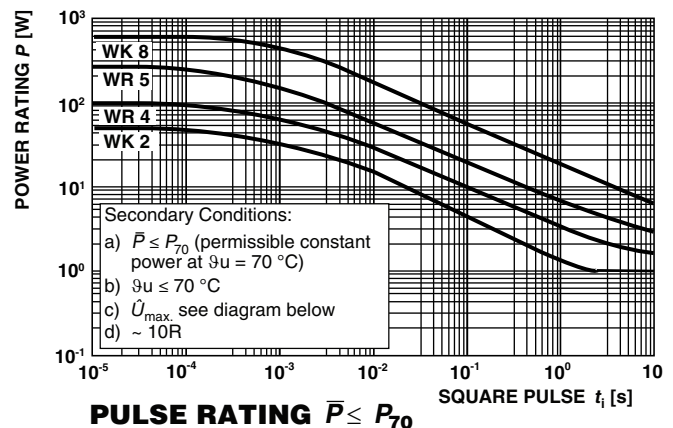 POWER RATING P [W]
10³
10²
10¹
10⁰
10⁻¹
WK 8
WR 5
WR 4
WK 2
Secondary Conditions:
a) P̅ ≤ P₇₀ (permissible constant
power at ϑu = 70 °C)
b) ϑu ≤ 70 °C
c) Û max. see diagram below
d) ~ 10R
10⁻⁵ 10⁻⁴ 10⁻³ 10⁻² 10⁻¹ 10⁰ 10
SQUARE PULSE tᵢ [s]
PULSE RATING P̅ ≤ P₇₀